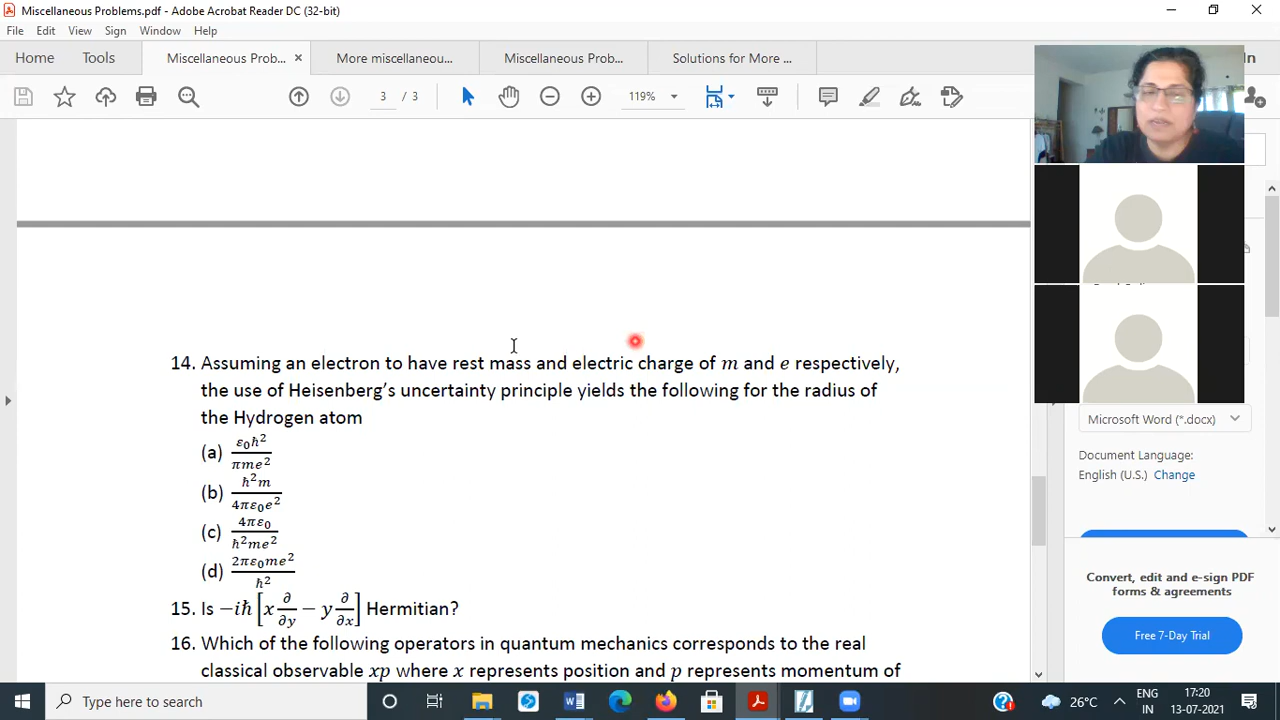 Miscellaneous Problems.pdf - Adobe Acrobat Reader DC (32-bit)
File Edit View Sign Window Help
Home Tools Miscellaneous Prob... × More miscellaneou... Miscellaneous Prob... Solutions for More ... In
3 / 3 119%
14. Assuming an electron to have rest mass and electric charge of m and e respectively,
the use of Heisenberg's uncertainty principle yields the following for the radius of
the Hydrogen atom
(a) ε₀ℏ²/πme²
(b) ℏ²m/4πε₀e²
(c) 4πε₀/ℏ²me²
(d) 2πε₀me²/ℏ²
15. Is −iℏ[x ∂/∂y − y ∂/∂x] Hermitian?
16. Which of the following operators in quantum mechanics corresponds to the real
classical observable xp where x represents position and p represents momentum of
Microsoft Word (*.docx)
Document Language:
English (U.S.) Change
Convert, edit and e-sign PDF
forms & agreements
Free 7-Day Trial
Type here to search
26°C
ENG
IN
17:20
13-07-2021